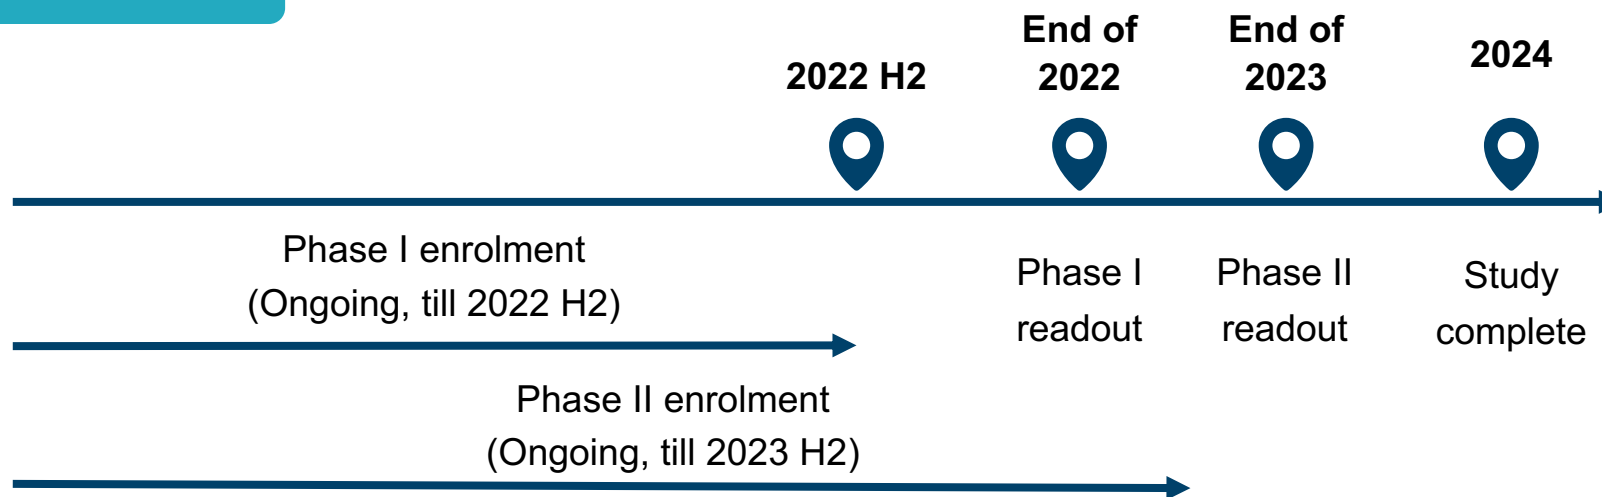 2022 H2
End of
2022
End of
2023
2024
Phase I enrolment
(Ongoing, till 2022 H2)
Phase I
readout
Phase II
readout
Study
complete
Phase II enrolment
(Ongoing, till 2023 H2)